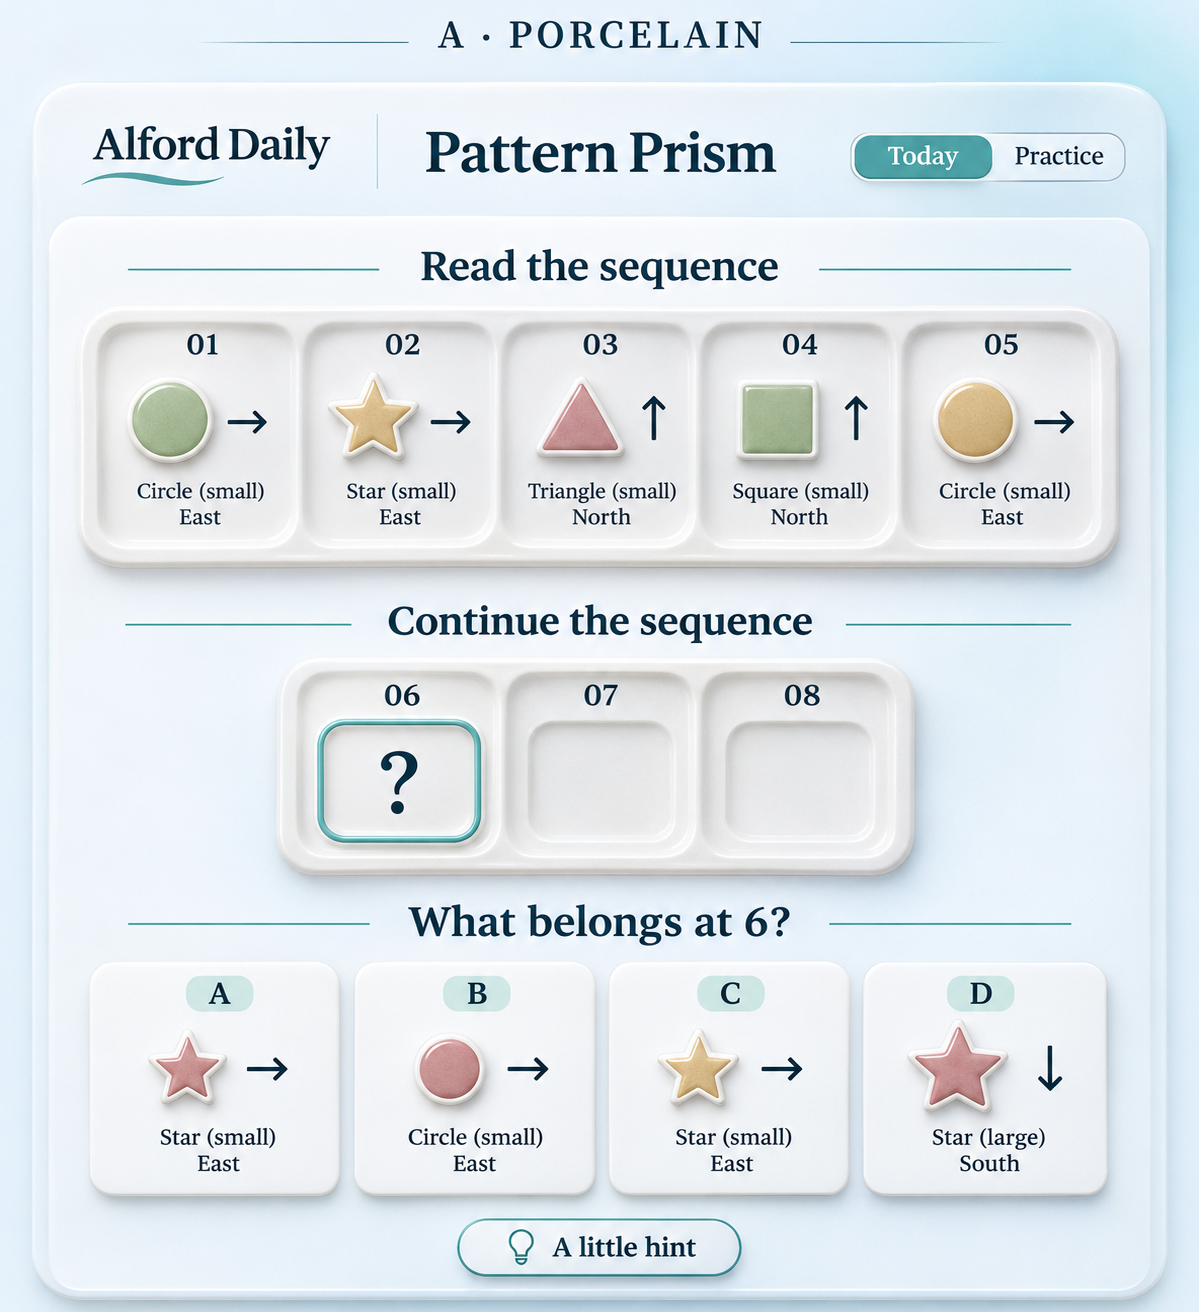 A · PORCELAIN
Alford Daily
Pattern Prism
Today
Practice
Read the sequence
01
02
03
04
05
Circle (small)
East
Star (small)
East
Triangle (small)
North
Square (small)
North
Circle (small)
East
Continue the sequence
06
07
08
?
What belongs at 6?
A
B
C
D
Star (small)
East
Circle (small)
East
Star (small)
East
Star (large)
South
A little hint